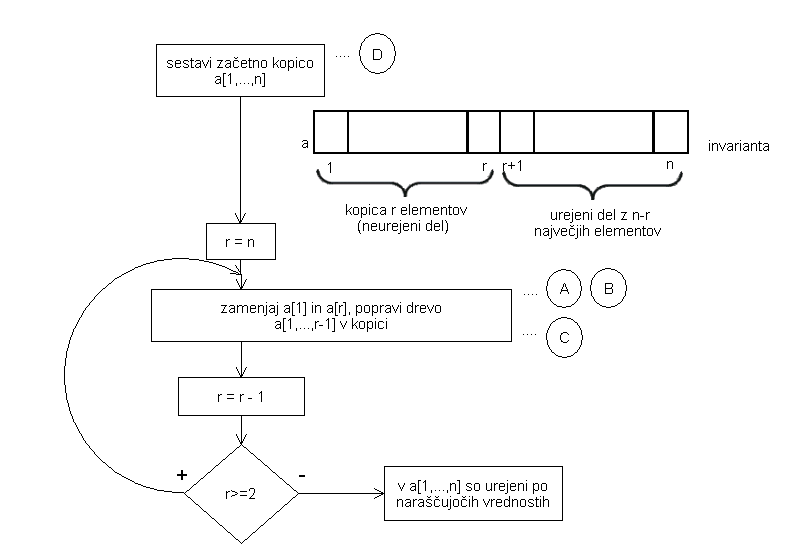 sestavi začetno kopico
a[1,...,n]
.... D
a
invarianta
1
r
r+1
n
kopica r elementov
(neurejeni del)
urejeni del z n-r
največjih elementov
r = n
zamenjaj a[1] in a[r], popravi drevo
a[1,...,r-1] v kopici
.... A B
.... C
r = r - 1
+
-
r>=2
v a[1,...,n] so urejeni po
naraščujočih vrednostih